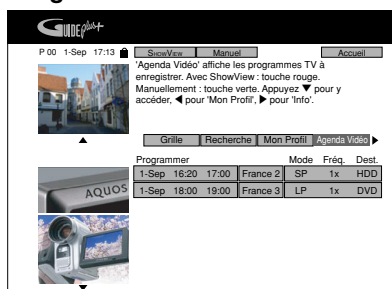 GUIDE plus+
P 00 1-Sep 17:13
SHOWVIEW Manuel Accueil
'Agenda Vidéo' affiche les programmes TV à
enregistrer. Avec ShowView : touche rouge.
Manuellement : touche verte. Appuyez ▼ pour y
accéder, ◀ pour 'Mon Profil', ▶ pour 'Info'.
Grille Recherche Mon Profil Agenda Vidéo
Programmer Mode Fréq. Dest.
1-Sep 16:20 17:00 France 2 SP 1x HDD
1-Sep 18:00 19:00 France 3 LP 1x DVD
AQUOS